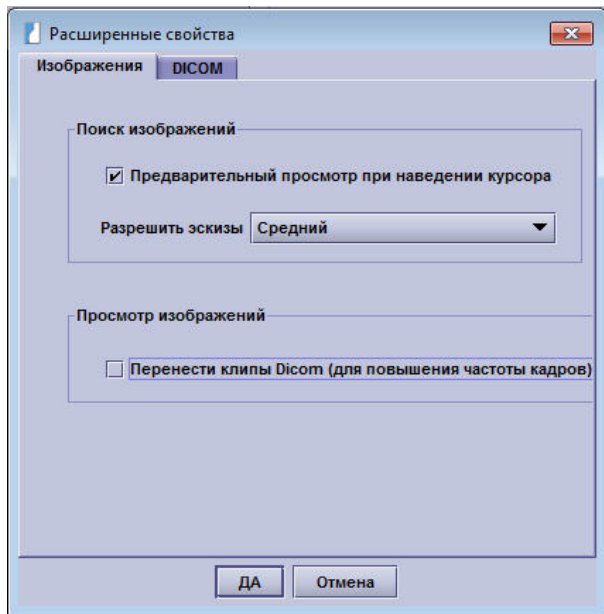 Расширенные свойства
Изображения DICOM
Поиск изображений
Предварительный просмотр при наведении курсора
Разрешить эскизы Средний
Просмотр изображений
Перенести клипы Dicom (для повышения частоты кадров)
ДА Отмена